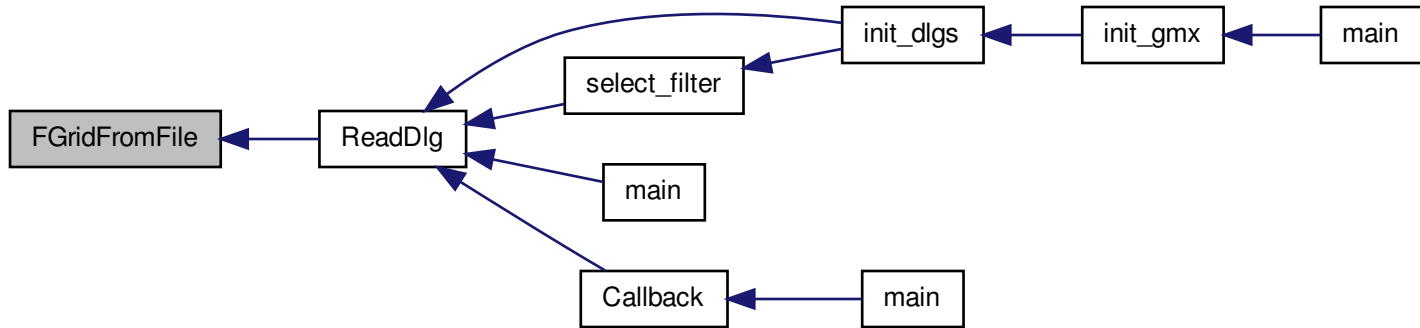 FGridFromFile
ReadDlg
init_dlgs
select_filter
main
Callback
init_gmx
main
main